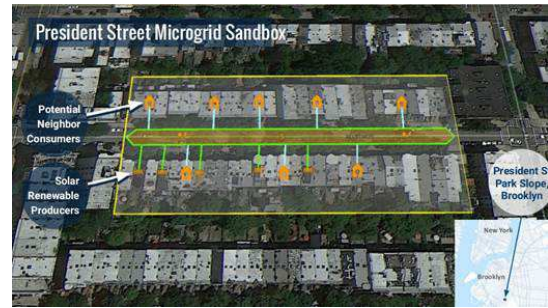 President Street Microgrid Sandbox
Potential
Neighbor
Consumers
Solar
Renewable
Producers
President S
Park Slope,
Brooklyn
New York
Brooklyn